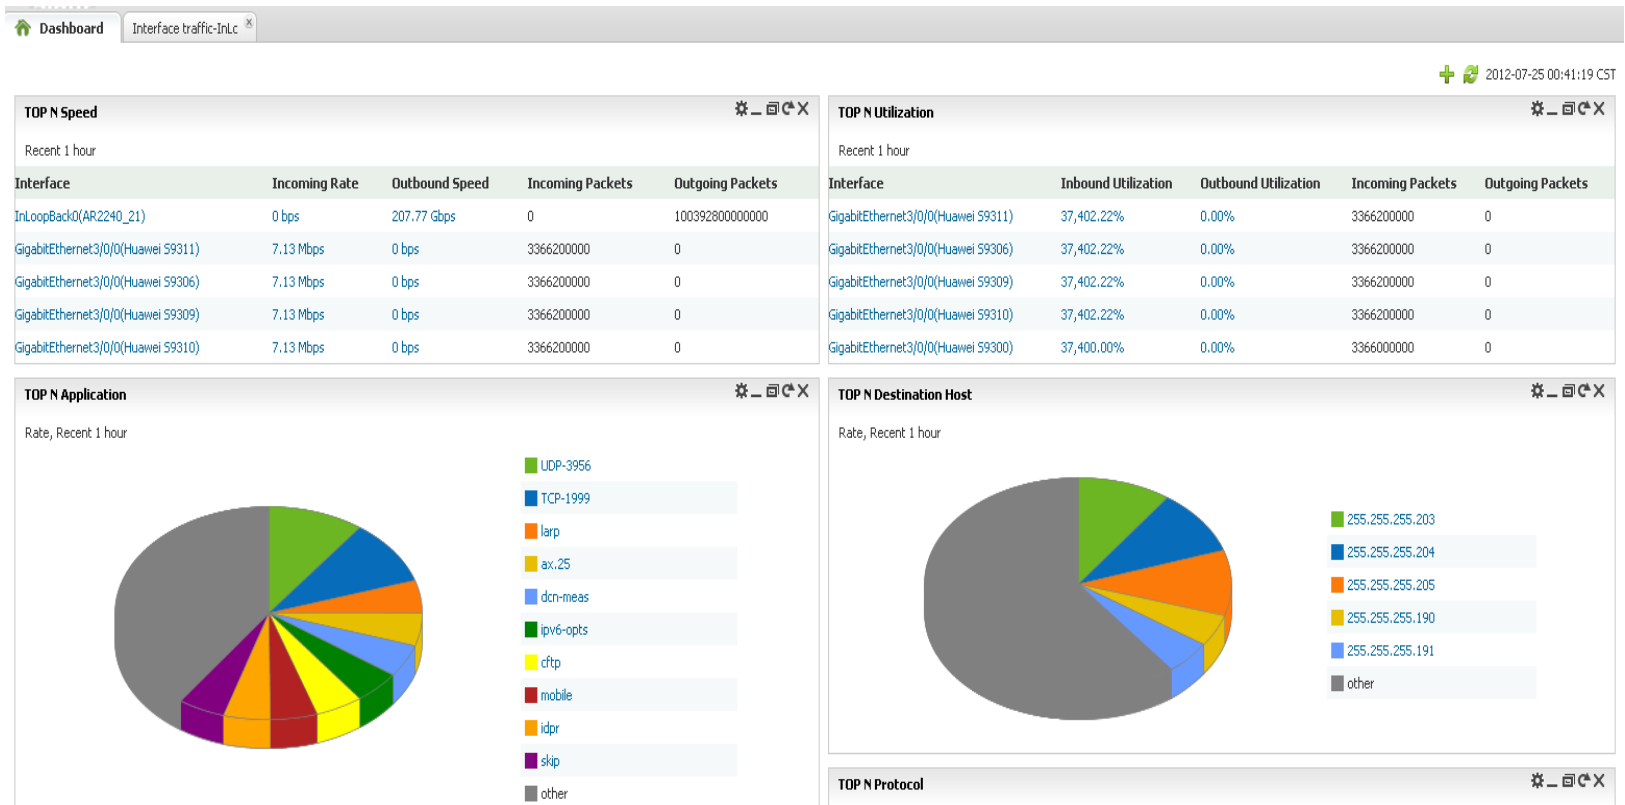 Dashboard Interface traffic-InLc
2012-07-25 00:41:19 CST
TOP N Speed
Recent 1 hour
Interface Incoming Rate Outbound Speed Incoming Packets Outgoing Packets
InLoopBack0(AR2240_21) 0 bps 207.77 Gbps 0 100392800000000
GigabitEthernet3/0/0(Huawei S9311) 7.13 Mbps 0 bps 3366200000 0
GigabitEthernet3/0/0(Huawei S9306) 7.13 Mbps 0 bps 3366200000 0
GigabitEthernet3/0/0(Huawei S9309) 7.13 Mbps 0 bps 3366200000 0
GigabitEthernet3/0/0(Huawei S9310) 7.13 Mbps 0 bps 3366200000 0
TOP N Utilization
Recent 1 hour
Interface Inbound Utilization Outbound Utilization Incoming Packets Outgoing Packets
GigabitEthernet3/0/0(Huawei S9311) 37,402.22% 0.00% 3366200000 0
GigabitEthernet3/0/0(Huawei S9306) 37,402.22% 0.00% 3366200000 0
GigabitEthernet3/0/0(Huawei S9309) 37,402.22% 0.00% 3366200000 0
GigabitEthernet3/0/0(Huawei S9310) 37,402.22% 0.00% 3366200000 0
GigabitEthernet3/0/0(Huawei S9300) 37,400.00% 0.00% 3366000000 0
TOP N Application
Rate, Recent 1 hour
UDP-3956
TCP-1999
larp
ax.25
dcn-meas
ipv6-opts
cftp
mobile
idpr
skip
other
TOP N Destination Host
Rate, Recent 1 hour
255.255.255.203
255.255.255.204
255.255.255.205
255.255.255.190
255.255.255.191
other
TOP N Protocol